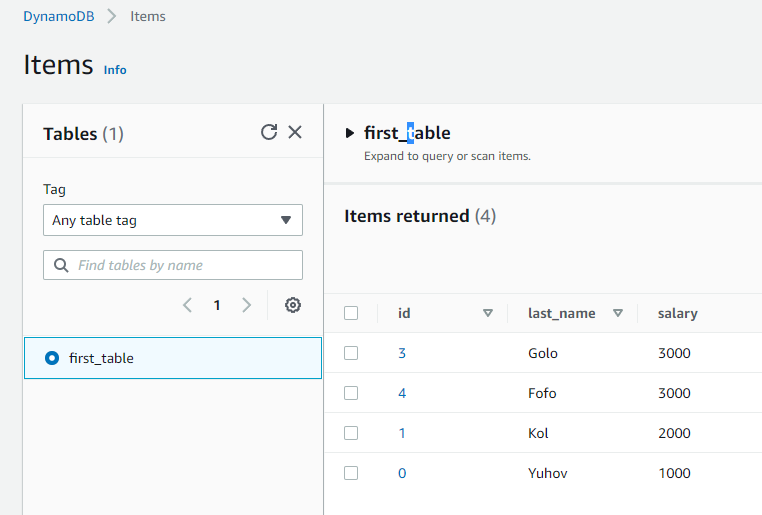 DynamoDB > Items
Items Info
Tables (1)
Tag
Any table tag
Find tables by name
1
first_table
first_table
Expand to query or scan items.
Items returned (4)
id last_name salary
3 Golo 3000
4 Fofo 3000
1 Kol 2000
0 Yuhov 1000